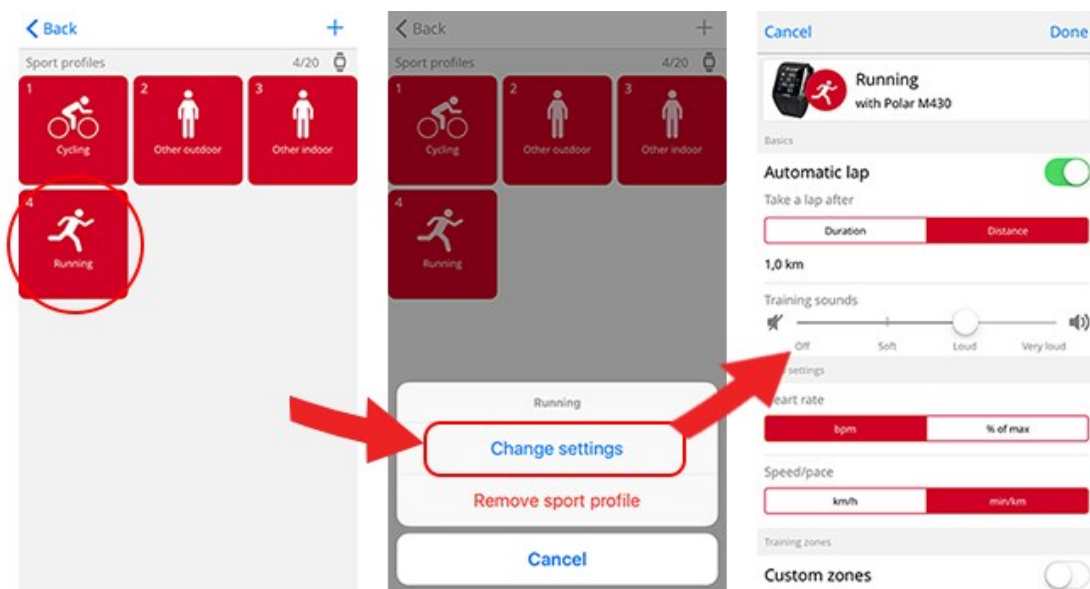 Back
+
Sport profiles 4/20
1 2 3
Cycling Other outdoor Other indoor
4
Running
Back
+
Sport profiles 4/20
1 2 3
Cycling Other outdoor Other indoor
4
Running
Running
Change settings
Remove sport profile
Cancel
Cancel Done
Running
with Polar M430
Basics
Automatic lap
Take a lap after
Duration Distance
1,0 km
Training sounds
Off Soft Loud Very loud
settings
eart rate
bpm % of max
Speed/pace
km/h min/km
Training zones
Custom zones